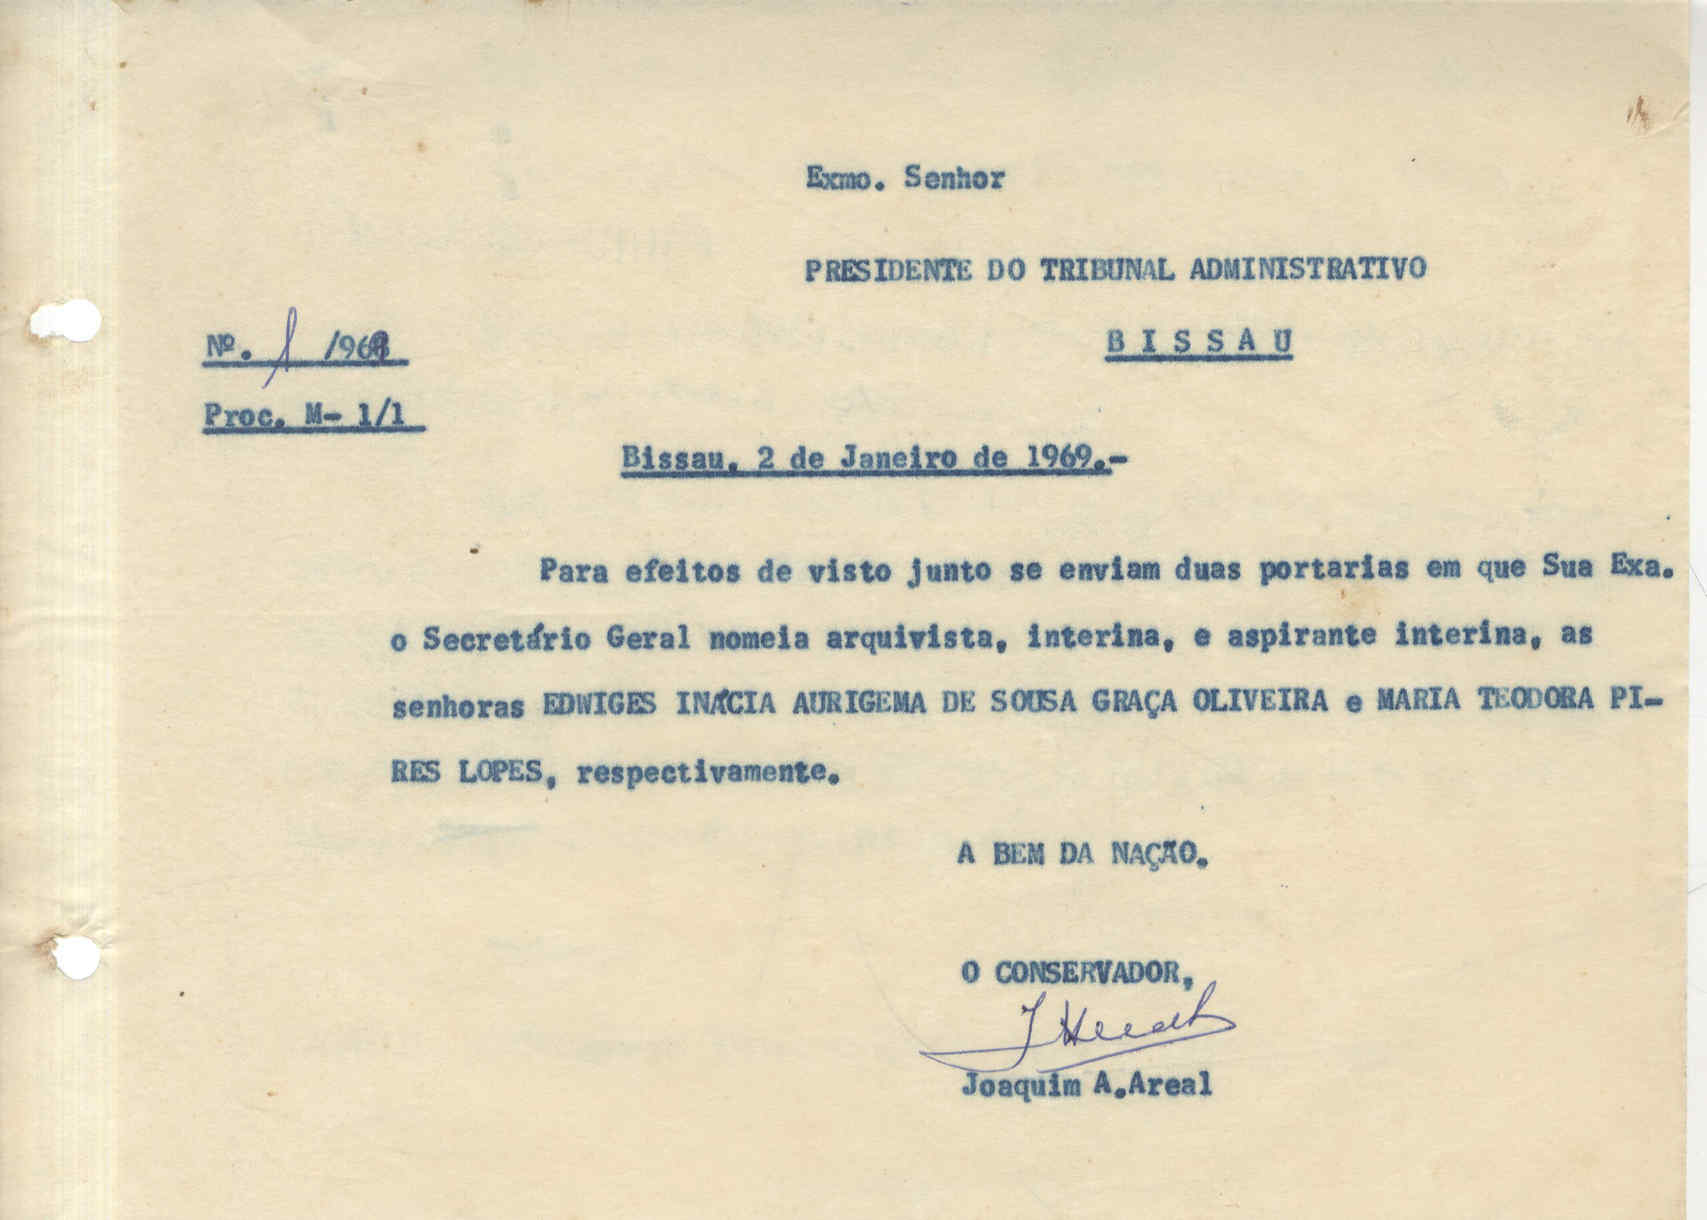 Exmo. Senhor
PRESIDENTE DO TRIBUNAL ADMINISTRATIVO
BISSAU
Nº. 1 /969
Proc. M- 1/1
Bissau, 2 de Janeiro de 1969.-
Para efeitos de visto junto se enviam duas portarias em que Sua Exa.
o Secretário Geral nomeia arquivista, interina, e aspirante interina, as
senhoras EDWIGES INÁCIA AURIGEMA DE SOUSA GRAÇA OLIVEIRA e MARIA TEODORA PI-
RES LOPES, respectivamente.
A BEM DA NAÇÃO.
O CONSERVADOR,
Joaquim A.Areal